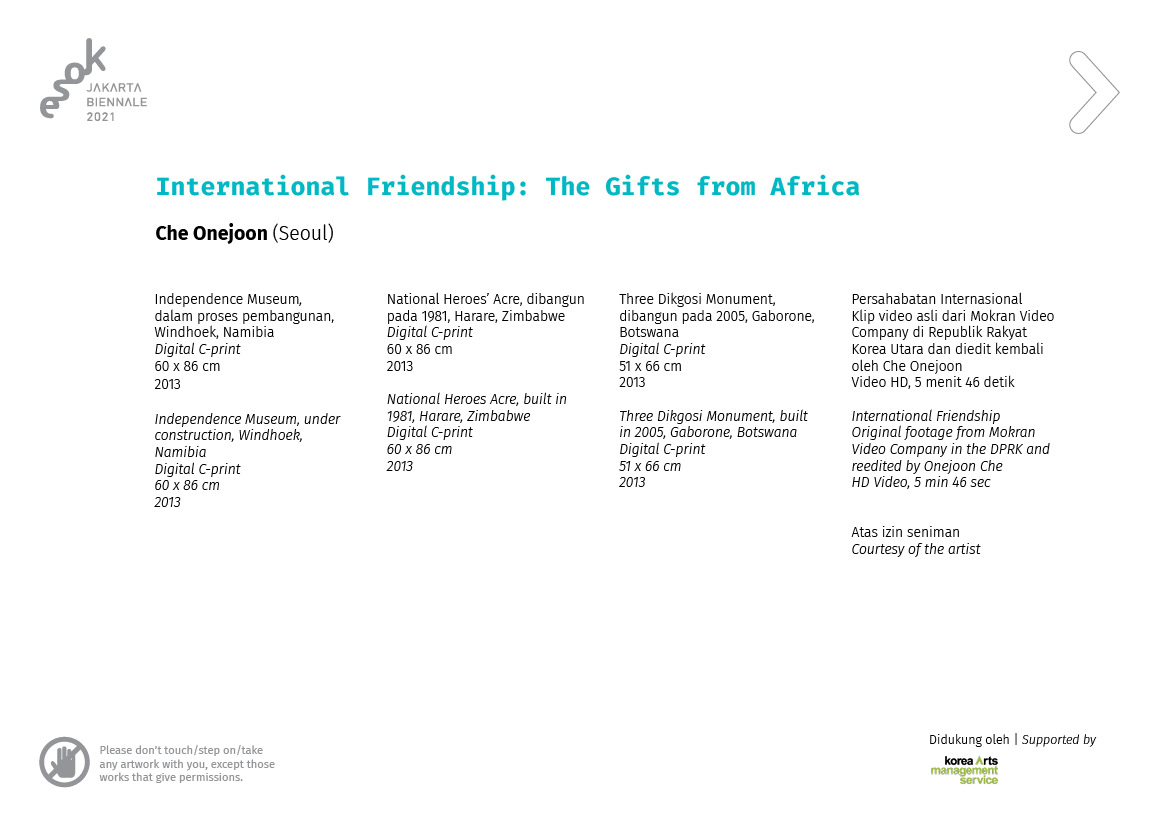 esok
JAKARTA
BIENNALE
2021
International Friendship: The Gifts from Africa
Che Onejoon (Seoul)
Independence Museum,
dalam proses pembangunan,
Windhoek, Namibia
Digital C-print
60 x 86 cm
2013
Independence Museum, under
construction, Windhoek,
Namibia
Digital C-print
60 x 86 cm
2013
National Heroes’ Acre, dibangun
pada 1981, Harare, Zimbabwe
Digital C-print
60 x 86 cm
2013
National Heroes Acre, built in
1981, Harare, Zimbabwe
Digital C-print
60 x 86 cm
2013
Three Dikgosi Monument,
dibangun pada 2005, Gaborone,
Botswana
Digital C-print
51 x 66 cm
2013
Three Dikgosi Monument, built
in 2005, Gaborone, Botswana
Digital C-print
51 x 66 cm
2013
Persahabatan Internasional
Klip video asli dari Mokran Video
Company di Republik Rakyat
Korea Utara dan diedit kembali
oleh Che Onejoon
Video HD, 5 menit 46 detik
International Friendship
Original footage from Mokran
Video Company in the DPRK and
reedited by Onejoon Che
HD Video, 5 min 46 sec
Atas izin seniman
Courtesy of the artist
Please don't touch/step on/take
any artwork with you, except those
works that give permissions.
Didukung oleh | Supported by
korea Arts
management
service